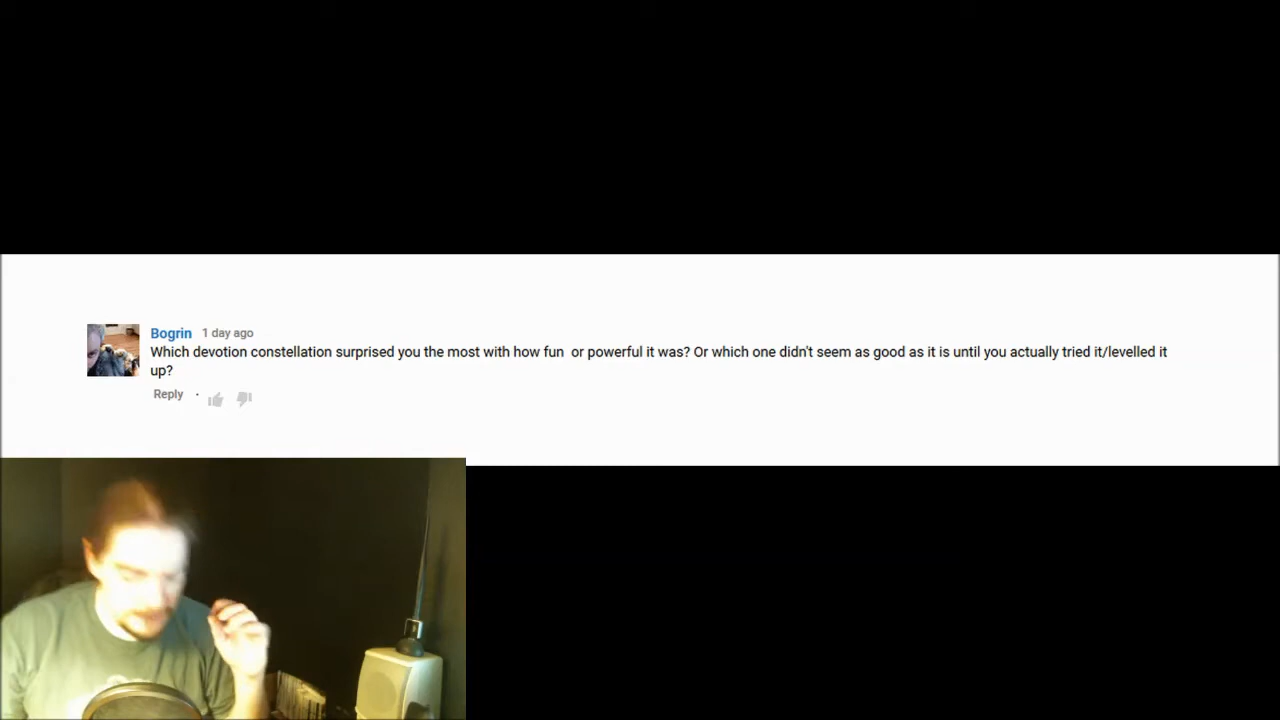 Bogrin 1 day ago
Which devotion constellation surprised you the most with how fun  or powerful it was? Or which one didn't seem as good as it is until you actually tried it/levelled it
up?
Reply ·